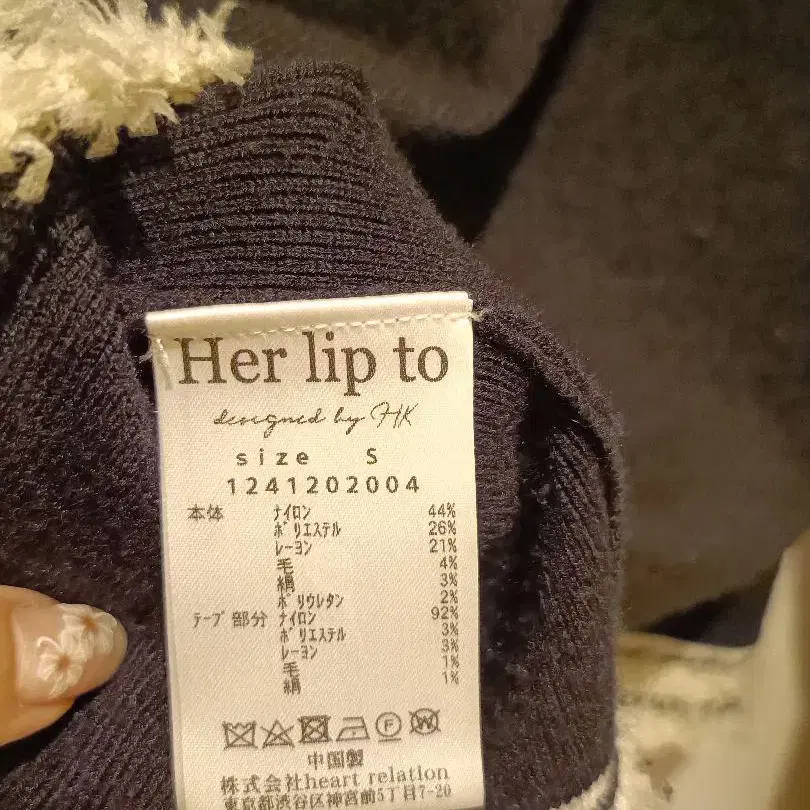 Her lip to
designed by HK
size S
1241202004
本体 ナイロン 44%
ポリエステル 26%
レーヨン 21%
毛 4%
絹 3%
ポリウレタン 2%
テープ部分 ナイロン 92%
ポリエステル 3%
レーヨン 3%
毛 1%
絹 1%
F W
中国製
株式会社heart relation
東京都渋谷区神宮前5丁目7-20